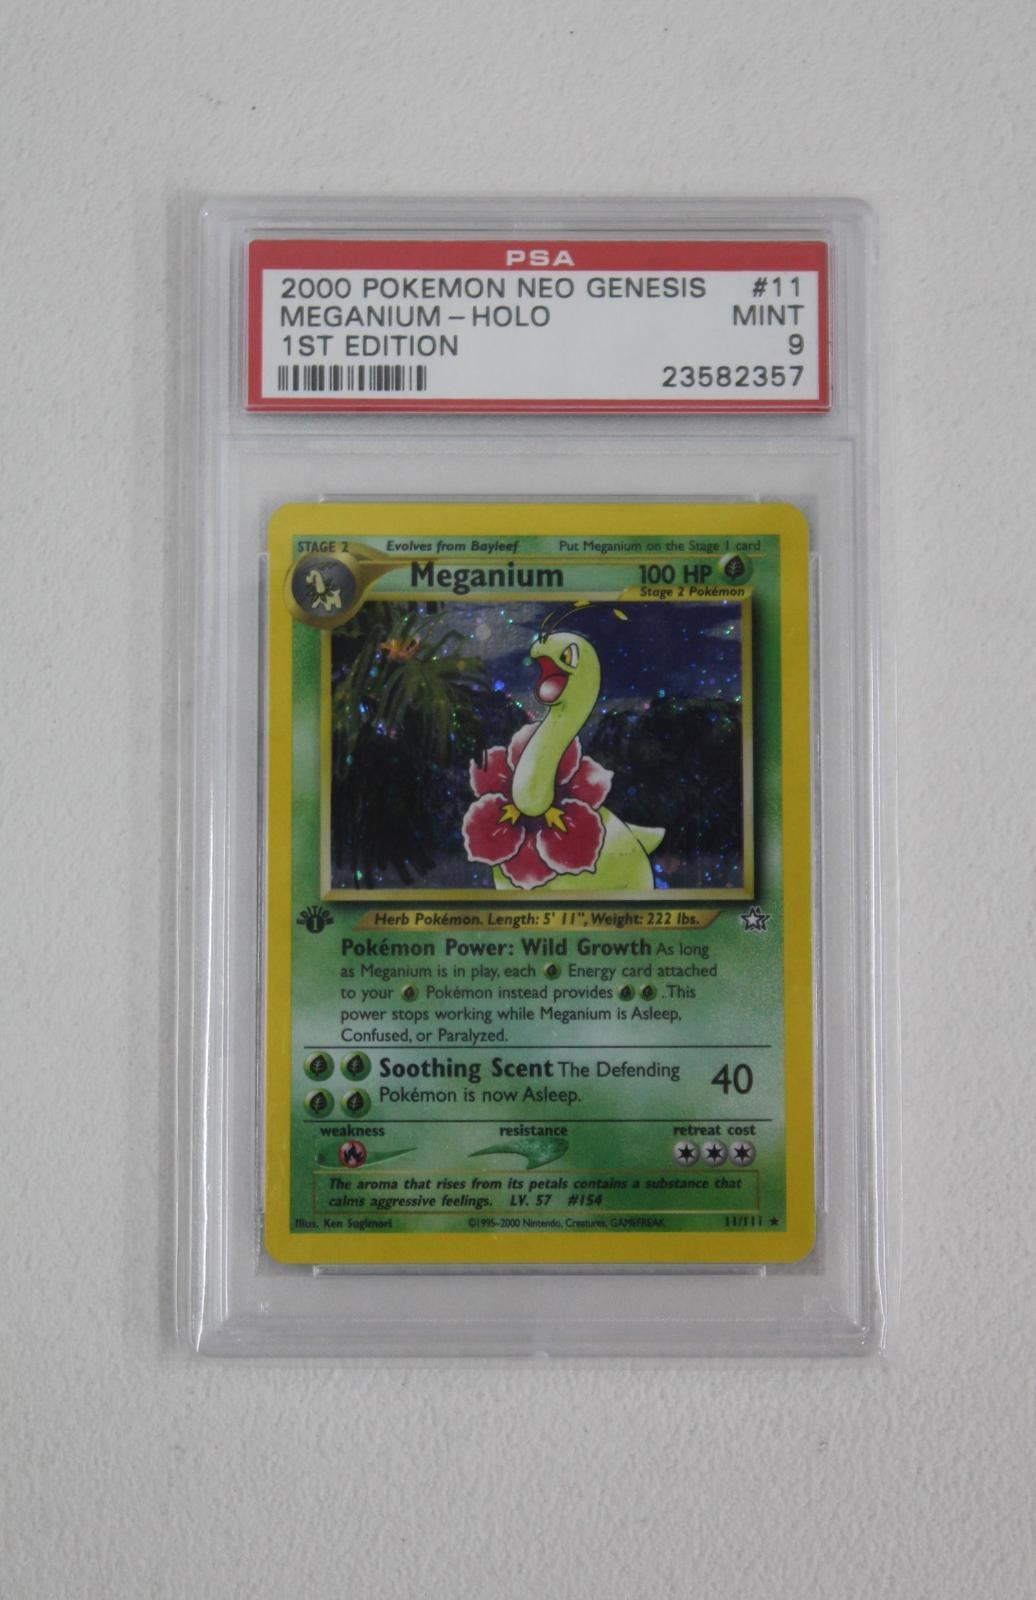 PSA
2000 POKEMON NEO GENESIS #11
MEGANIUM - HOLO MINT
1ST EDITION 9
23582357
STAGE 2 Evolves from Bayleef Put Meganium on the Stage 1 card
Meganium 100 HP
Stage 2 Pokémon
EDITION
1
Herb Pokémon. Length: 5' 11", Weight: 222 lbs.
Pokémon Power: Wild Growth As long
as Meganium is in play, each Energy card attached
to your Pokémon instead provides . This
power stops working while Meganium is Asleep,
Confused, or Paralyzed.
Soothing Scent The Defending 40
Pokémon is now Asleep.
weakness resistance retreat cost
The aroma that rises from its petals contains a substance that
calms aggressive feelings. LV. 57 #154
Illus. Ken Sugimori ©1995-2000 Nintendo, Creatures, GAMEFREAK. 11/111 ★